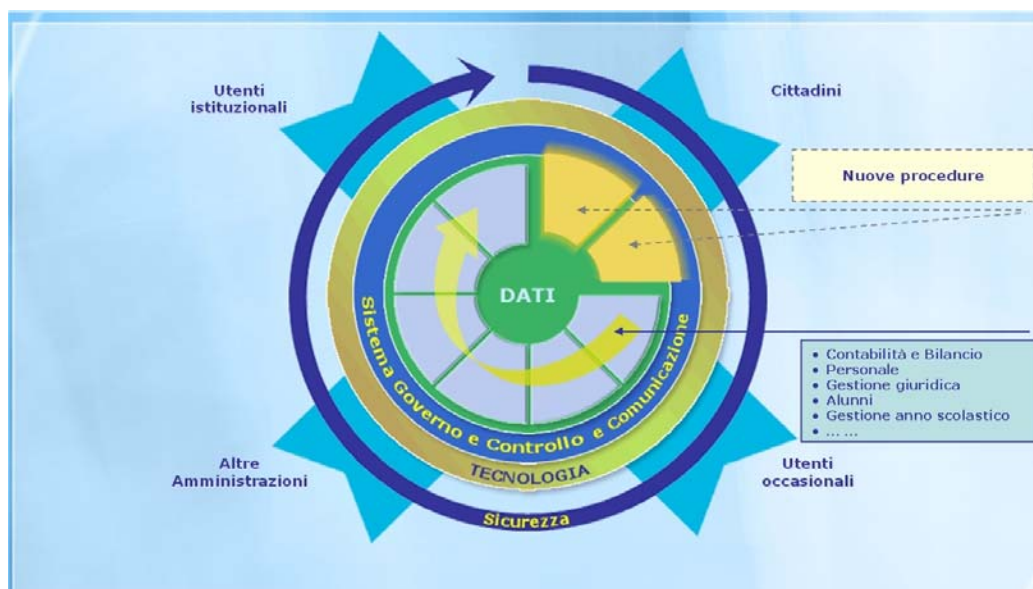 Utenti
istituzionali
Cittadini
Nuove procedure
DATI
Sistema Governo e Controllo e Comunicazione
• Contabilità e Bilancio
• Personale
• Gestione giuridica
• Alunni
• Gestione anno scolastico
• ... ...
Altre
Amministrazioni
TECNOLOGIA
Utenti
occasionali
Sicurezza